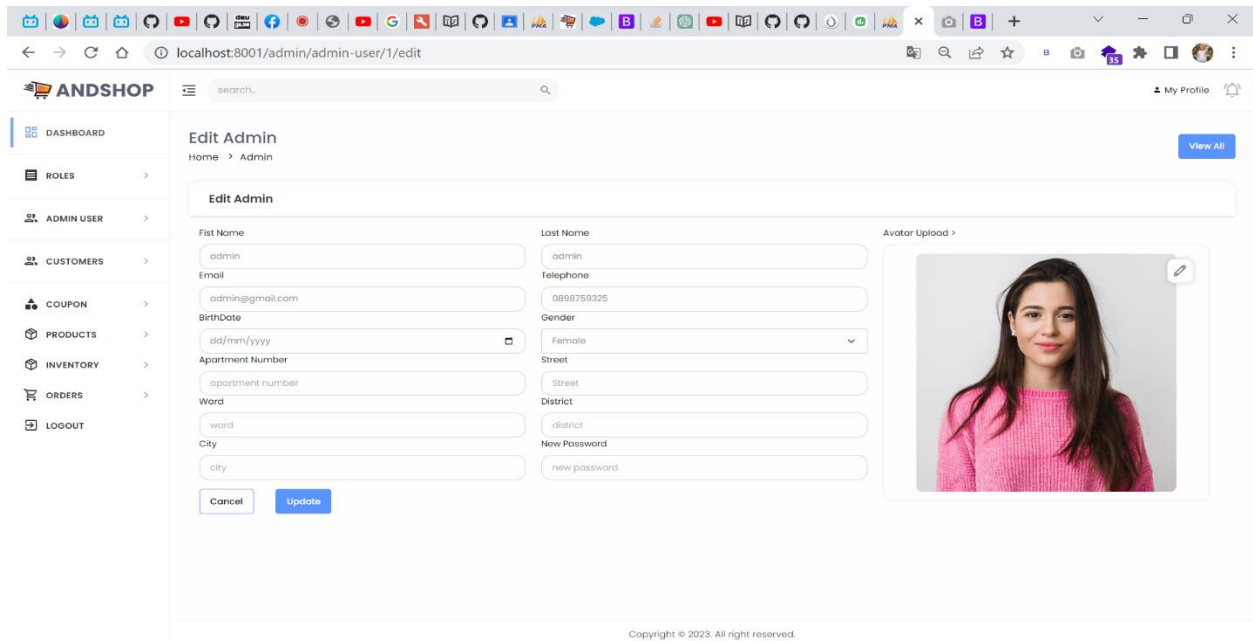 localhost:8001/admin/admin-user/1/edit
35
ANDSHOP
search..
My Profile
DASHBOARD
ROLES
ADMIN USER
CUSTOMERS
COUPON
PRODUCTS
INVENTORY
ORDERS
LOGOUT
Edit Admin
Home > Admin
View All
Edit Admin
Fist Name
Last Name
Avatar Upload >
admin
admin
Email
Telephone
admin@gmail.com
0898759325
BirthDate
Gender
dd/mm/yyyy
Female
Apartment Number
Street
apartment number
Street
Ward
District
ward
district
City
New Password
city
new password
Cancel
Update
Copyright © 2023. All right reserved.